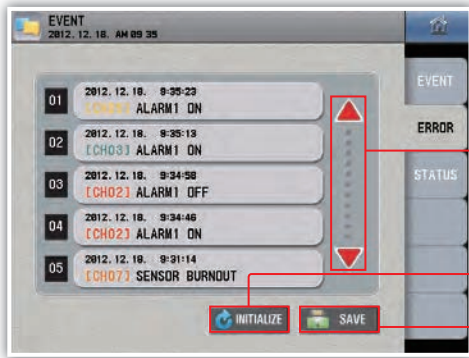 EVENT
2012. 12. 18. AM 09 35
EVENT
ERROR
STATUS
01
2012. 12. 18. 9:35:23
ALARM1 ON
02
2012. 12. 18. 9:35:13
[CH03] ALARM1 ON
03
2012. 12. 18. 9:34:58
[CH02] ALARM1 OFF
04
2012. 12. 18. 9:34:46
[CH02] ALARM1 ON
05
2012. 12. 18. 9:31:14
[CH07] SENSOR BURNOUT
INITIALIZE
SAVE